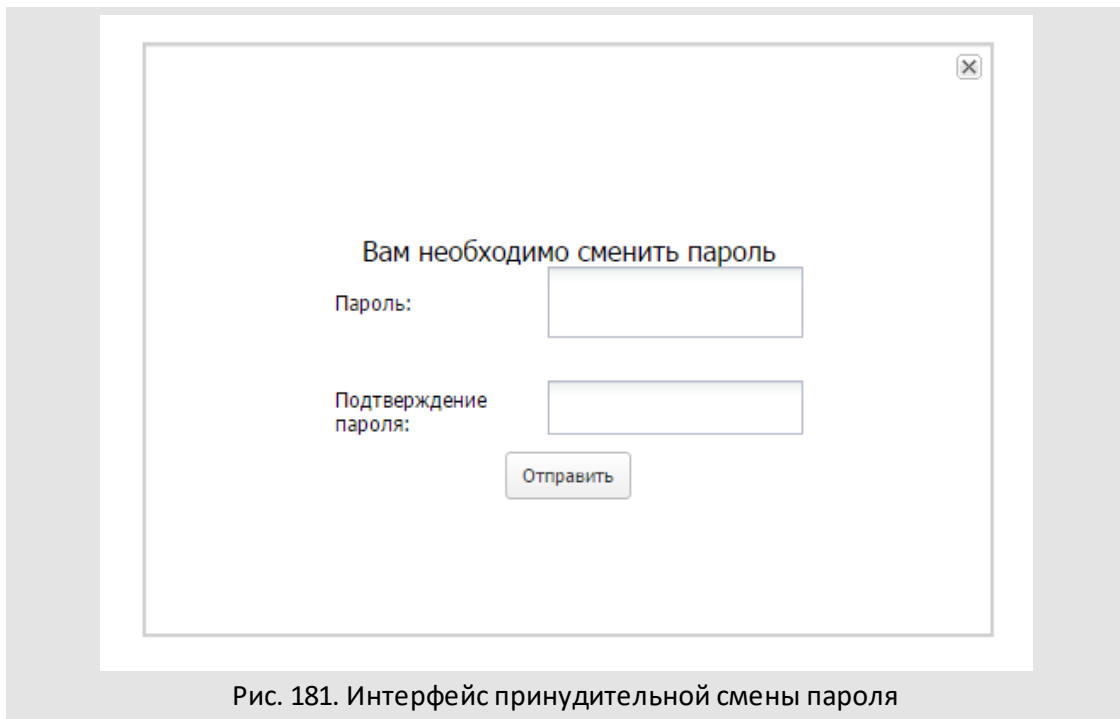 Вам необходимо сменить пароль
Пароль:
Подтверждение
пароля:
Отправить
Рис. 181. Интерфейс принудительной смены пароля